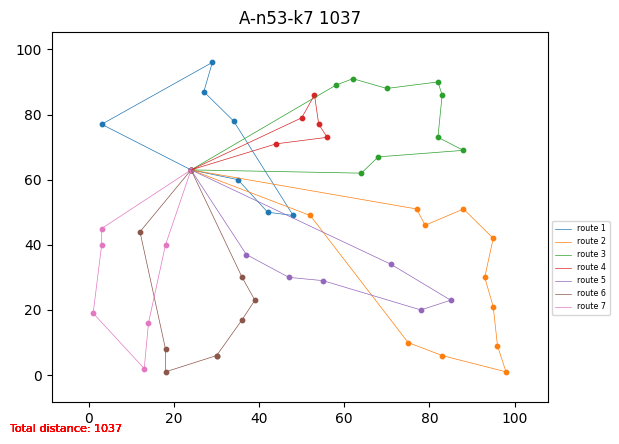 A-n53-k7 1037
100
80
60
40
20
0
0 20 40 60 80 100
route 1
route 2
route 3
route 4
route 5
route 6
route 7
Total distance: 1037